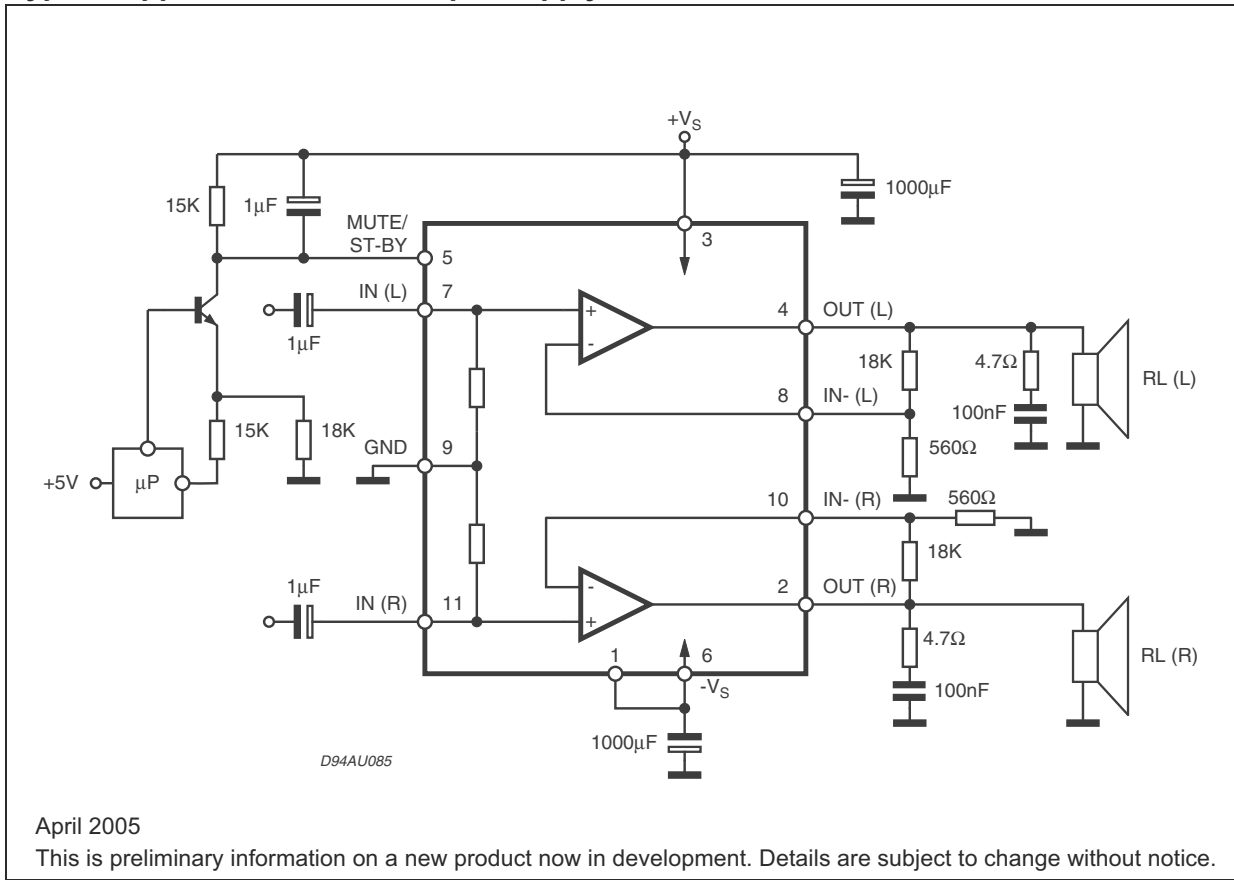 +VS
1000µF
15K
1µF
MUTE/
ST-BY
5
3
IN (L)
7
1µF
+
-
4
OUT (L)
18K
4.7Ω
RL (L)
8
IN- (L)
100nF
560Ω
15K
18K
GND
9
+5V
µP
10
IN- (R)
560Ω
18K
1µF
IN (R)
11
-
+
2
OUT (R)
4.7Ω
RL (R)
100nF
1
6
-VS
1000µF
D94AU085
April 2005
This is preliminary information on a new product now in development. Details are subject to change without notice.